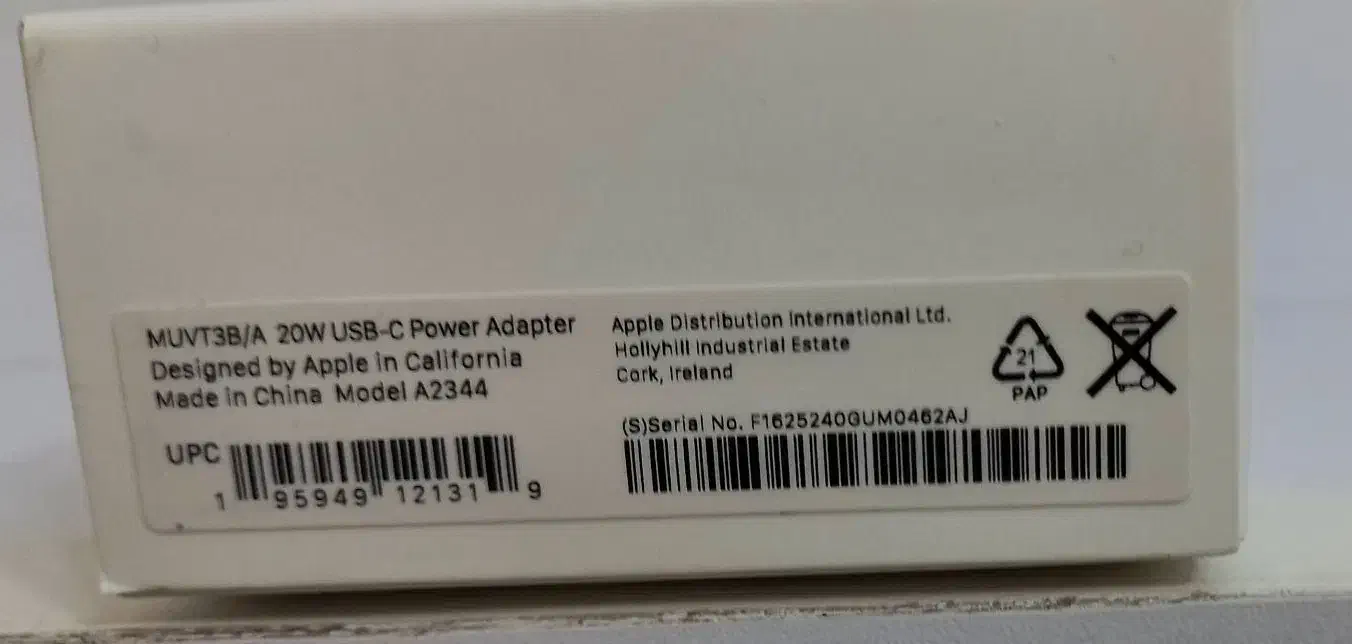 MUVT3B/A 20W USB-C Power Adapter
Designed by Apple in California
Made in China Model A2344
UPC
1 95949 12131 9
Apple Distribution International Ltd.
Hollyhill Industrial Estate
Cork, Ireland
(S)Serial No. F1625240GUM0462AJ
21
PAP